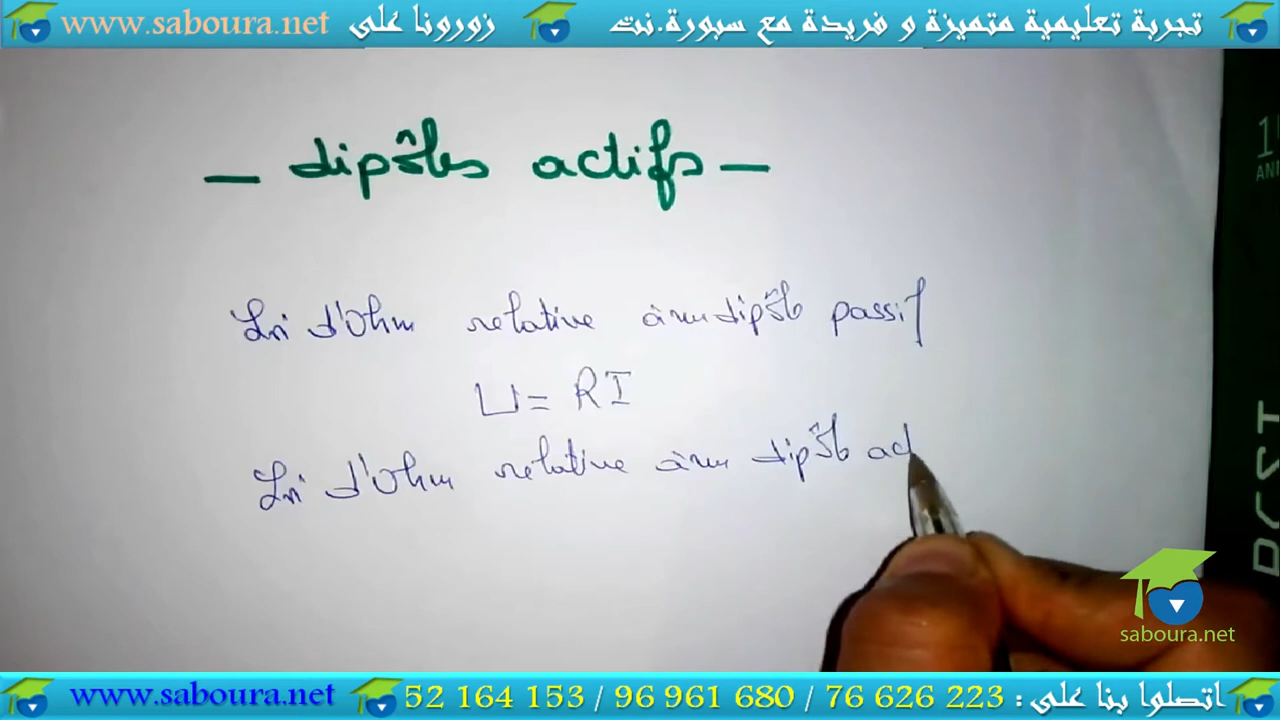 www.saboura.net زورونا على تجربة تعليمية متميزة و فريدة مع سبورة.نت
_ dipôles actifs _
Loi d'Ohm relative à un dipôle passif
U = RI
Loi d'Ohm relative à un dipôle act
saboura.net
www.saboura.net 52 164 153 / 96 961 680 / 76 626 223 : اتصلوا بنا على